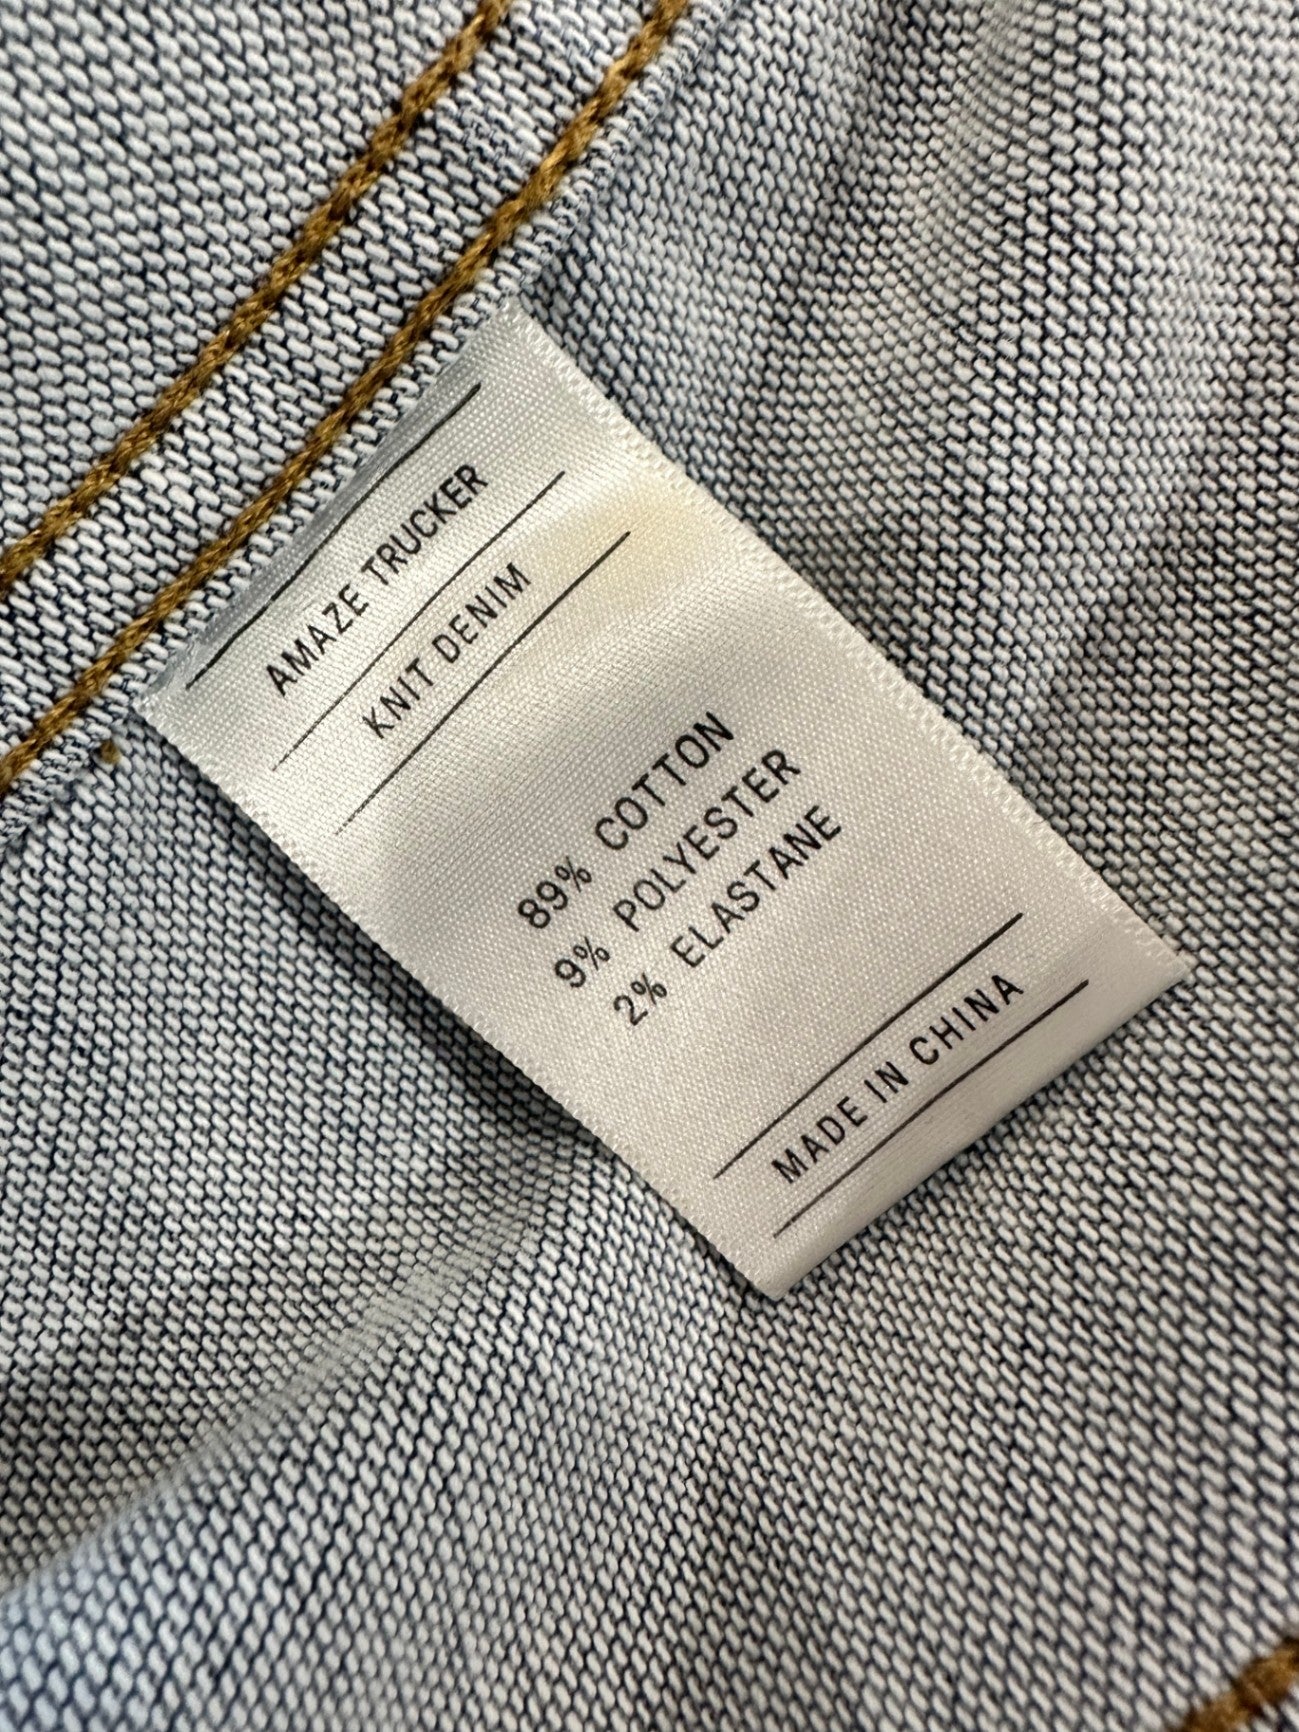 AMAZE TRUCKER
KNIT DENIM
89% COTTON
9% POLYESTER
2% ELASTANE
MADE IN CHINA